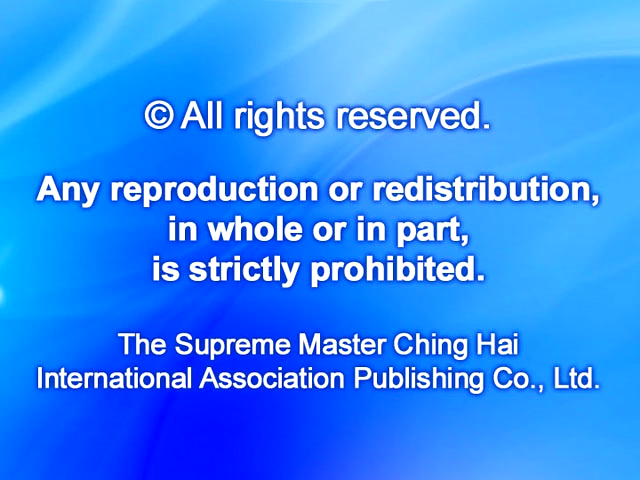 © All rights reserved.
Any reproduction or redistribution,
in whole or in part,
is strictly prohibited.
The Supreme Master Ching Hai
International Association Publishing Co., Ltd.